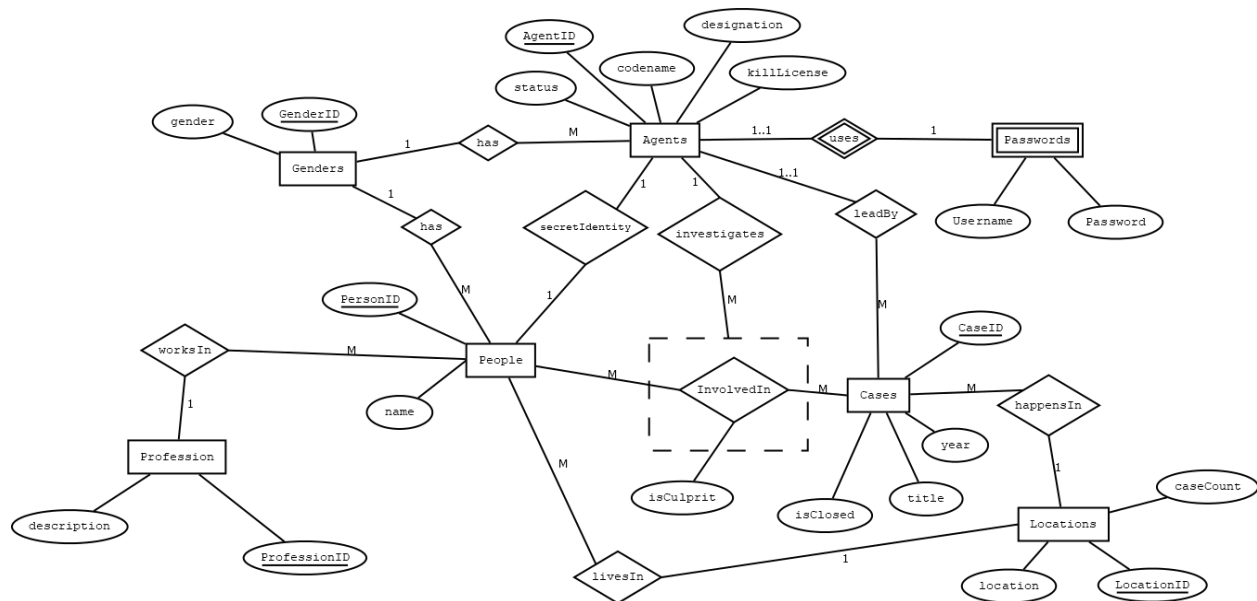 designation
AgentID
codename
killLicense
status
GenderID
gender
M
Agents
1..1
uses
1
Passwords
has
1
Genders
1
1
1..1
1
has
secretIdentity
investigates
leadBy
Username
Password
M
PersonID
1
M
M
CaseID
worksIn
M
People
M
InvolvedIn
M
Cases
M
happensIn
1
name
year
Profession
M
1
isCulprit
title
isClosed
caseCount
description
Locations
ProfessionID
1
livesIn
location
LocationID